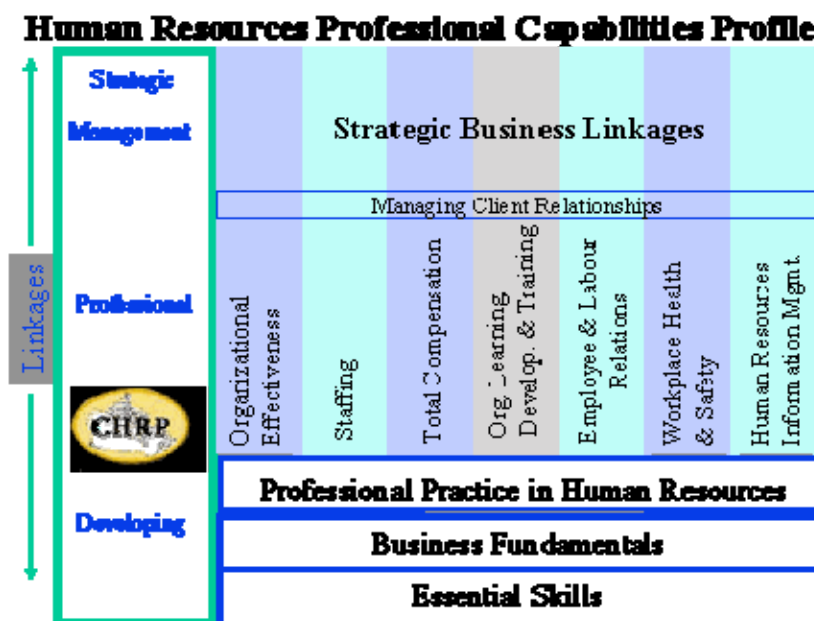 Human Resources Professional Capabilities Profile
Strategic
Management
Strategic Business Linkages
Managing Client Relationships
Linkages
Professional
Organizational
Effectiveness
Staffing
Total Compensation
Org. Learning,
Develop. & Training
Employee & Labour
Relations
Workplace Health
& Safety
Human Resources
Information Mgmt.
CHRP
Professional Practice in Human Resources
Developing
Business Fundamentals
Essential Skills